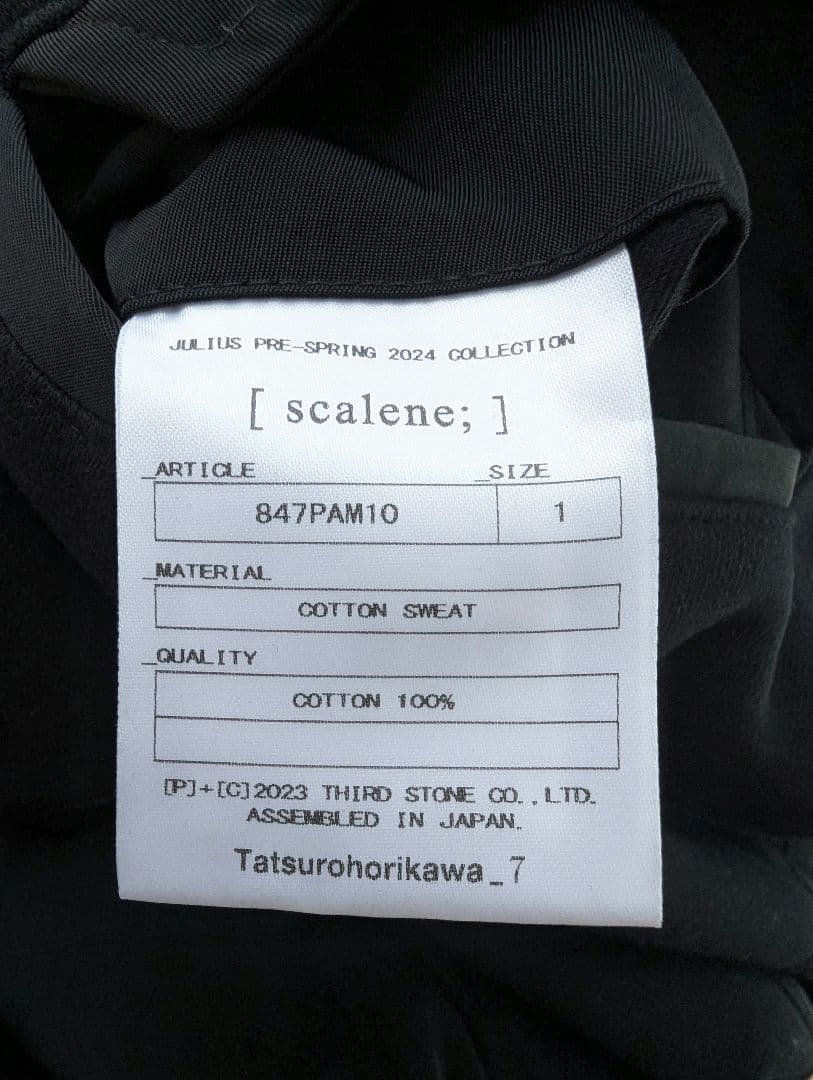 JULIUS PRE-SPRING 2024 COLLECTION
[ scalene; ]
_ARTICLE _SIZE
847PAM10 1
_MATERIAL
COTTON SWEAT
_QUALITY
COTTON 100%
[P]+[C]2023 THIRD STONE CO.,LTD.
ASSEMBLED IN JAPAN.
Tatsurohorikawa_7